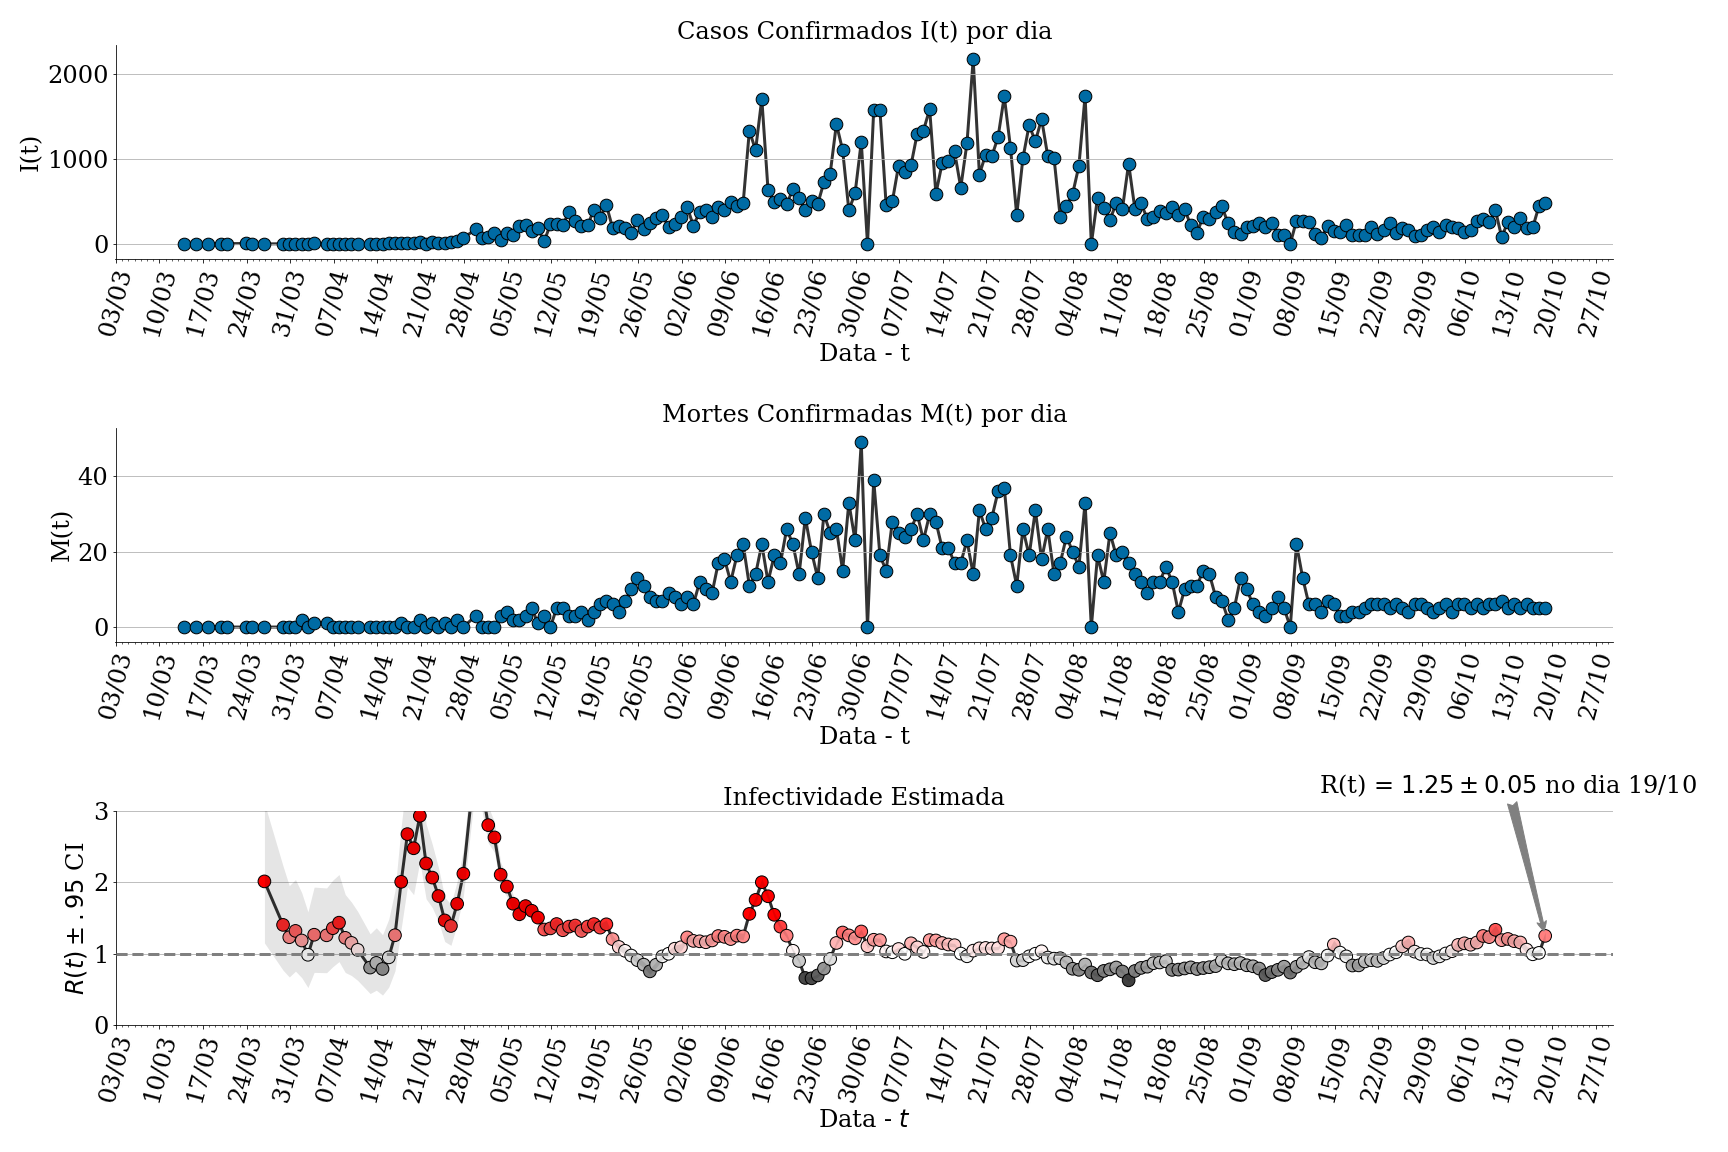 Casos Confirmados I(t) por dia
I(t)
2000
1000
0
03/03 10/03 17/03 24/03 31/03 07/04 14/04 21/04 28/04 05/05 12/05 19/05 26/05 02/06 09/06 16/06 23/06 30/06 07/07 14/07 21/07 28/07 04/08 11/08 18/08 25/08 01/09 08/09 15/09 22/09 29/09 06/10 13/10 20/10 27/10
Data - t
Mortes Confirmadas M(t) por dia
M(t)
40
20
0
03/03 10/03 17/03 24/03 31/03 07/04 14/04 21/04 28/04 05/05 12/05 19/05 26/05 02/06 09/06 16/06 23/06 30/06 07/07 14/07 21/07 28/07 04/08 11/08 18/08 25/08 01/09 08/09 15/09 22/09 29/09 06/10 13/10 20/10 27/10
Data - t
R(t) = 1.25 ± 0.05 no dia 19/10
Infectividade Estimada
R(t) ± .95 CI
3
2
1
0
03/03 10/03 17/03 24/03 31/03 07/04 14/04 21/04 28/04 05/05 12/05 19/05 26/05 02/06 09/06 16/06 23/06 30/06 07/07 14/07 21/07 28/07 04/08 11/08 18/08 25/08 01/09 08/09 15/09 22/09 29/09 06/10 13/10 20/10 27/10
Data - t